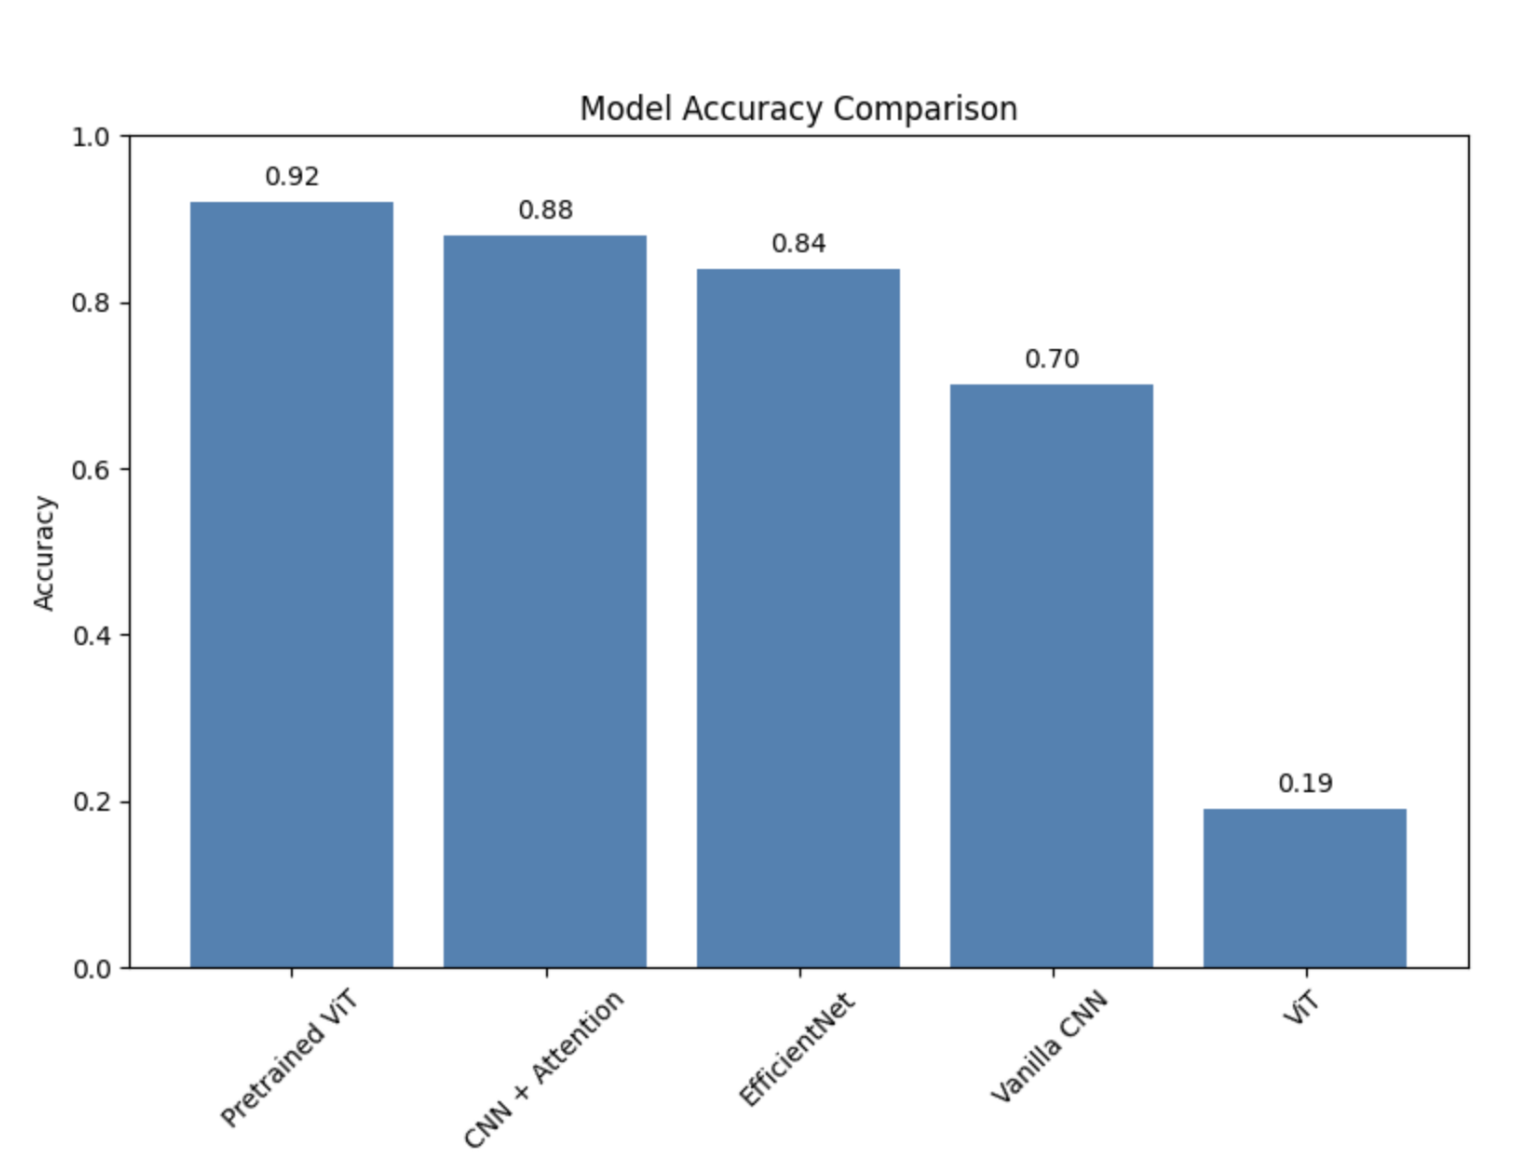 Model Accuracy Comparison
1.0
0.8
0.6
0.4
0.2
0.0
Accuracy
0.92
0.88
0.84
0.70
0.19
Pretrained ViT
CNN + Attention
EfficientNet
Vanilla CNN
ViT